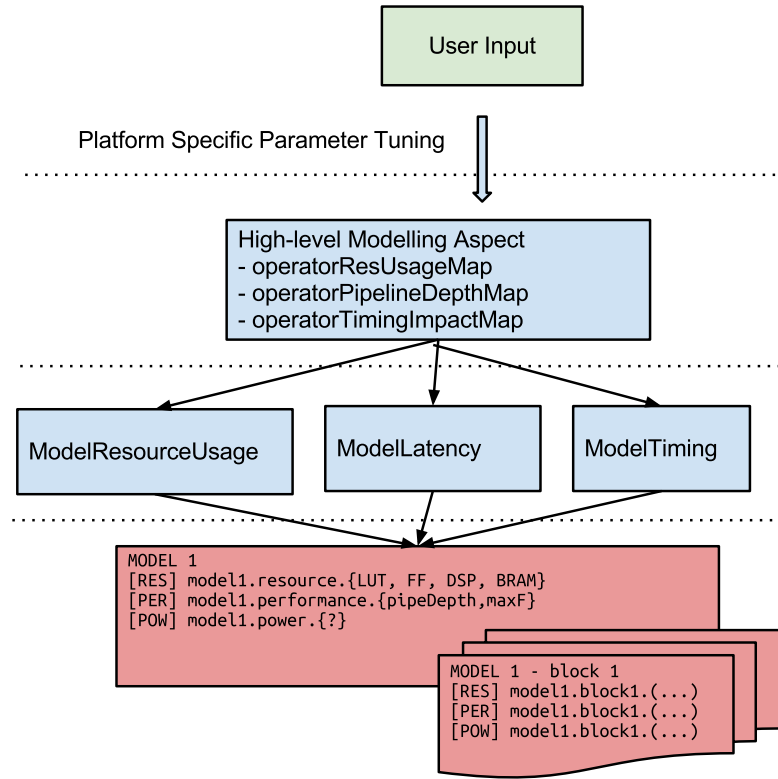 User Input
Platform Specific Parameter Tuning
High-level Modelling Aspect
- operatorResUsageMap
- operatorPipelineDepthMap
- operatorTimingImpactMap
ModelResourceUsage
ModelLatency
ModelTiming
MODEL 1
[RES] model1.resource.{LUT, FF, DSP, BRAM}
[PER] model1.performance.{pipeDepth,maxF}
[POW] model1.power.{?}
MODEL 1 - block 1
[RES] model1.block1.(...)
[PER] model1.block1.(...)
[POW] model1.block1.(...)